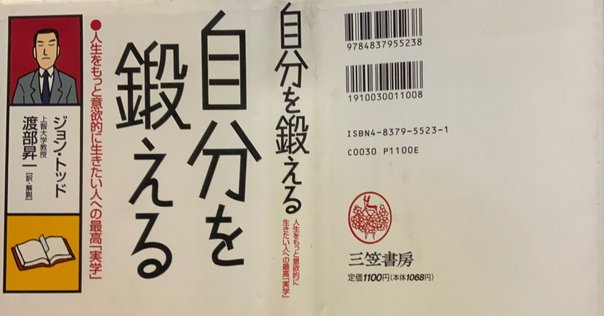 自分を
鍛える
●人生をもっと意欲的に生きたい人への最高「実学」
ジョン・トッド
上智大学教授
渡部昇一[訳・解説]
自分を鍛える
人生をもっと意欲的に
生きたい人への最高「実学」
9784837955238
1910030011008
ISBN4-8379-5523-1
C0030 P1100E
三笠書房
定価1100円(本体1068円)